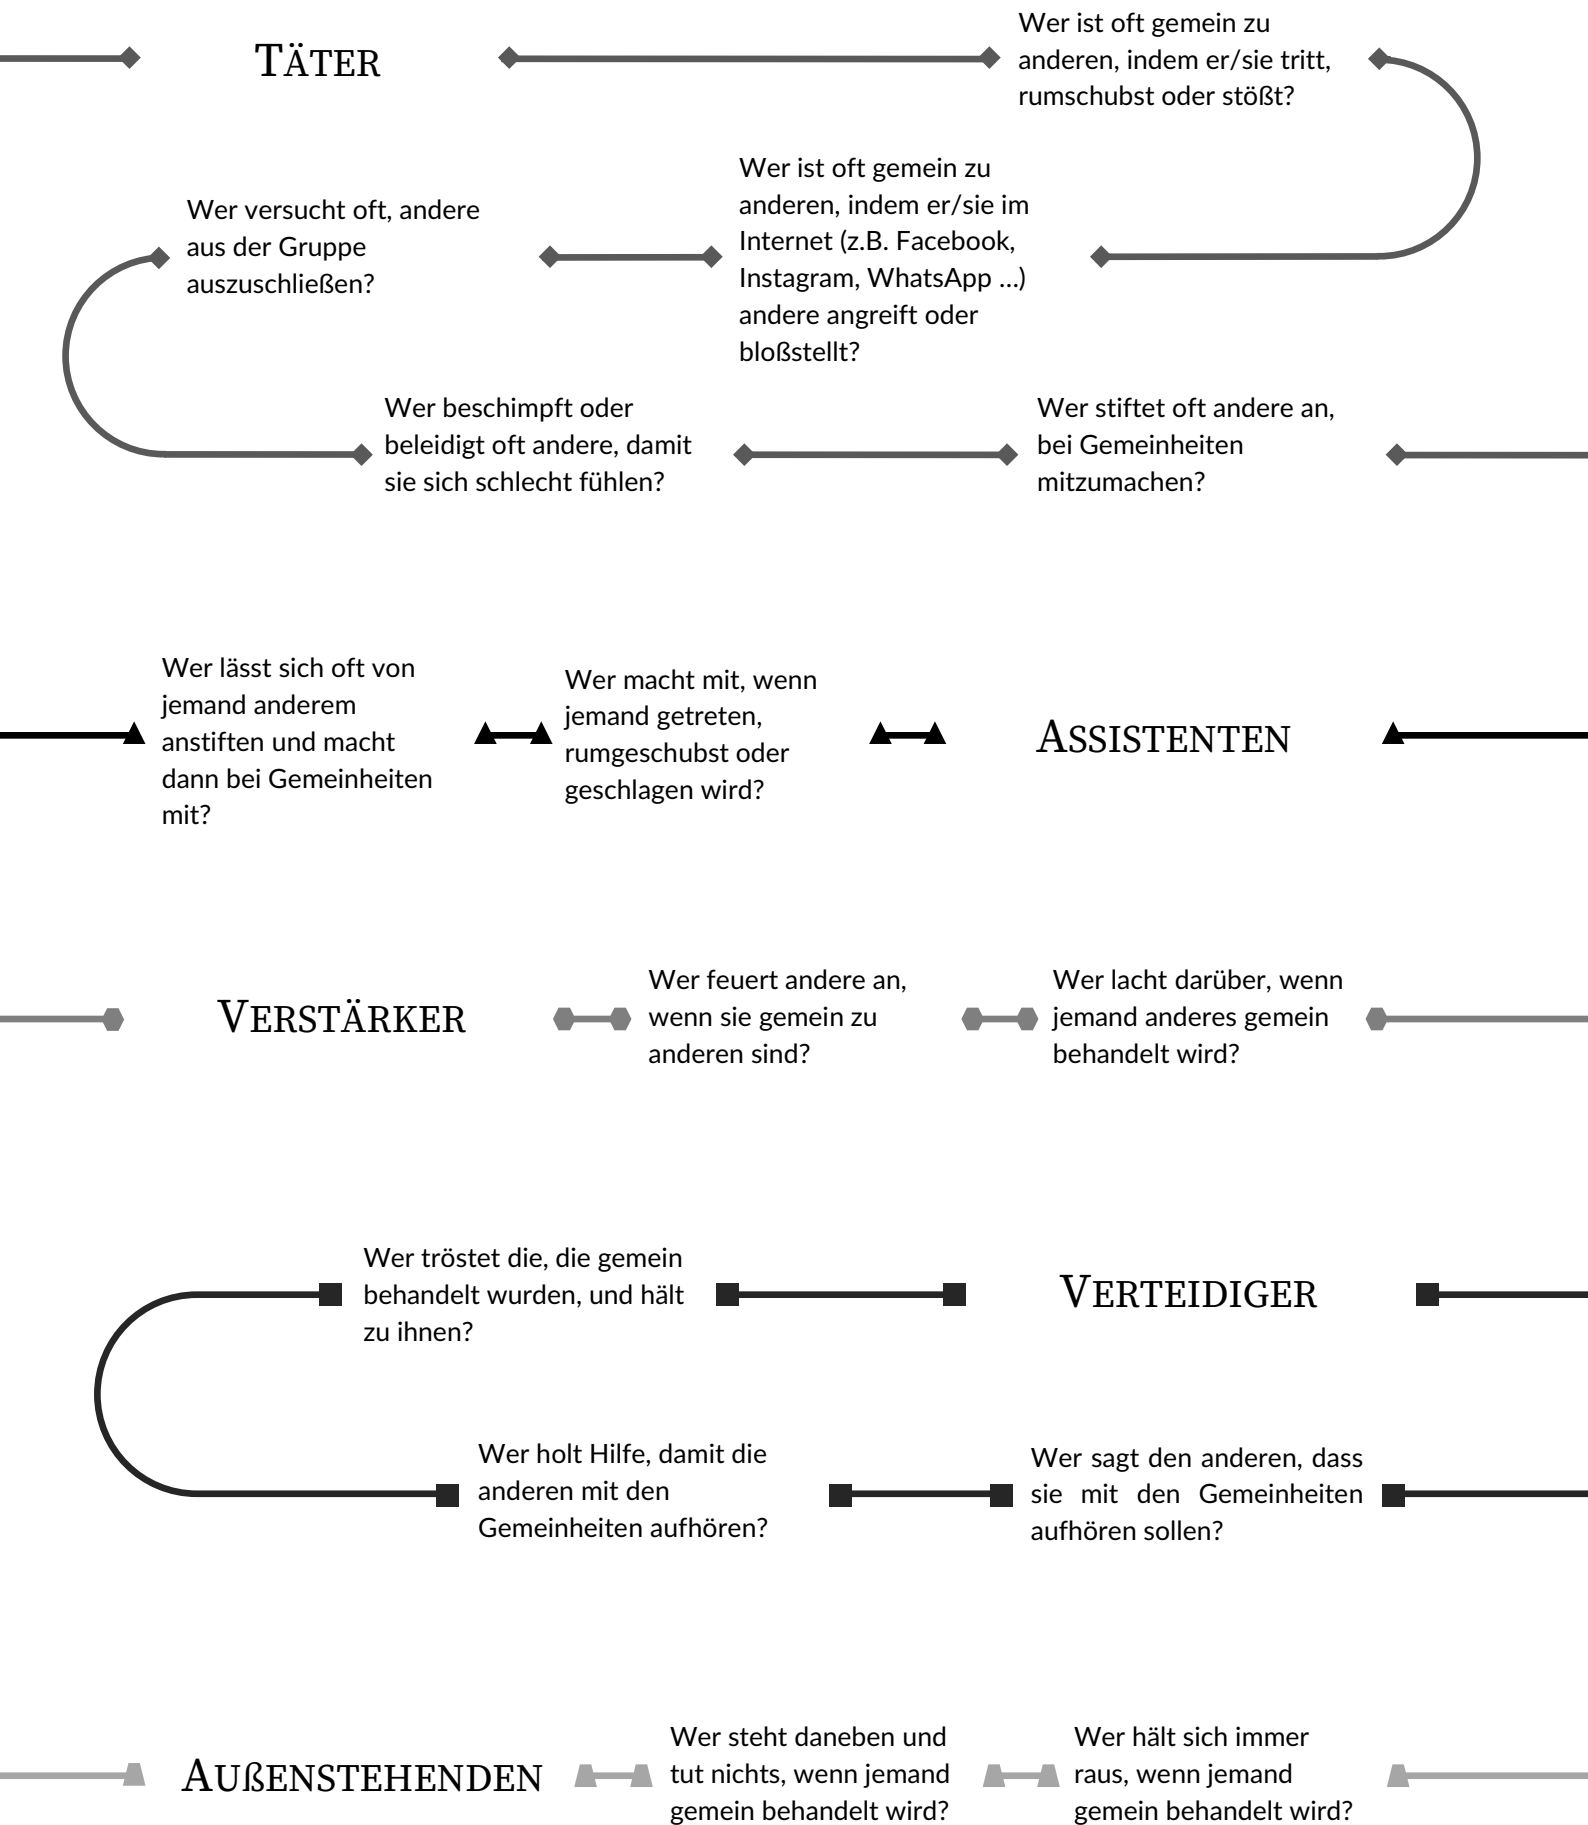 TÄTER
Wer ist oft gemein zu
anderen, indem er/sie tritt,
rumschubst oder stößt?
Wer versucht oft, andere
aus der Gruppe
auszuschließen?
Wer ist oft gemein zu
anderen, indem er/sie im
Internet (z.B. Facebook,
Instagram, WhatsApp ...)
andere angreift oder
bloßstellt?
Wer beschimpft oder
beleidigt oft andere, damit
sie sich schlecht fühlen?
Wer stiftet oft andere an,
bei Gemeinheiten
mitzumachen?
Wer lässt sich oft von
jemand anderem
anstiften und macht
dann bei Gemeinheiten
mit?
Wer macht mit, wenn
jemand getreten,
rumgeschubst oder
geschlagen wird?
ASSISTENTEN
VERSTÄRKER
Wer feuert andere an,
wenn sie gemein zu
anderen sind?
Wer lacht darüber, wenn
jemand anderes gemein
behandelt wird?
Wer tröstet die, die gemein
behandelt wurden, und hält
zu ihnen?
VERTEIDIGER
Wer holt Hilfe, damit die
anderen mit den
Gemeinheiten aufhören?
Wer sagt den anderen, dass
sie mit den Gemeinheiten
aufhören sollen?
AUßENSTEHENDEN
Wer steht daneben und
tut nichts, wenn jemand
gemein behandelt wird?
Wer hält sich immer
raus, wenn jemand
gemein behandelt wird?